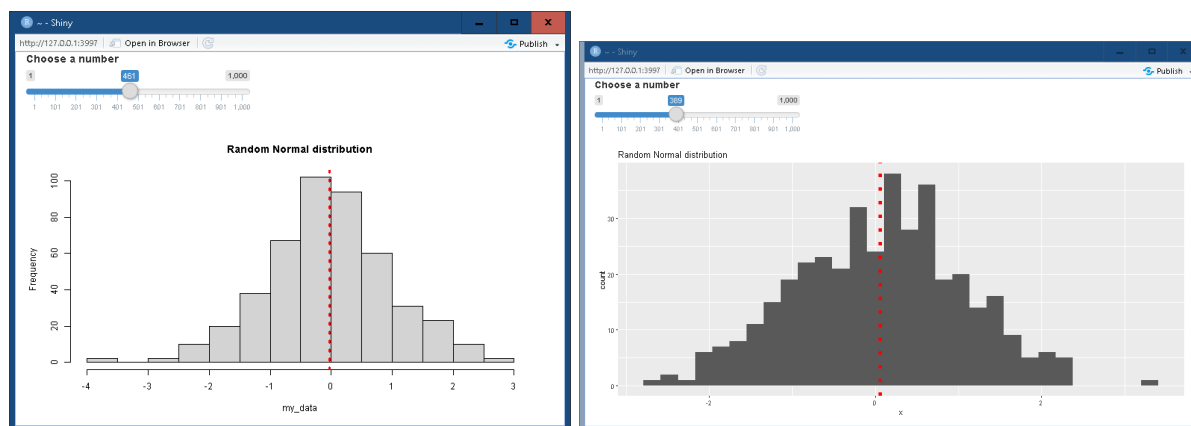 ~ - Shiny
http://127.0.0.1:3997 Open in Browser Publish
Choose a number
1 461 1,000
1 101 201 301 401 501 601 701 801 901 1,000
Random Normal distribution
Frequency
100
80
60
40
20
0
-4 -3 -2 -1 0 1 2 3
my_data
~ - Shiny
http://127.0.0.1:3997 Open in Browser Publish
Choose a number
1 389 1,000
1 101 201 301 401 501 601 701 801 901 1,000
Random Normal distribution
count
30
20
10
0
-2 0 2
x